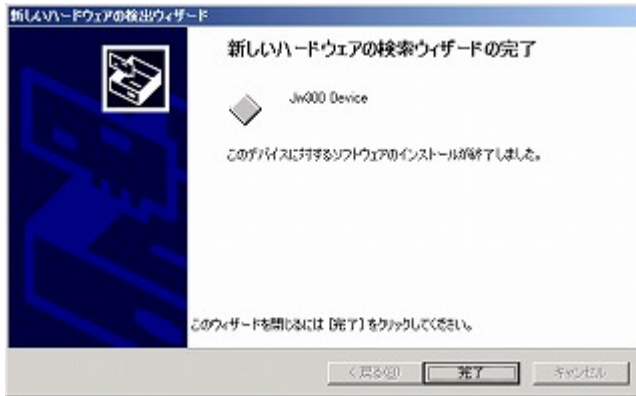 新しいハードウェアの検出ウィザード
新しいハードウェアの検索ウィザードの完了
Jw300 Device
このデバイスに対するソフトウェアのインストールが終了しました。
このウィザードを閉じるには [完了] をクリックしてください。
< 戻る(B)
完了
キャンセル